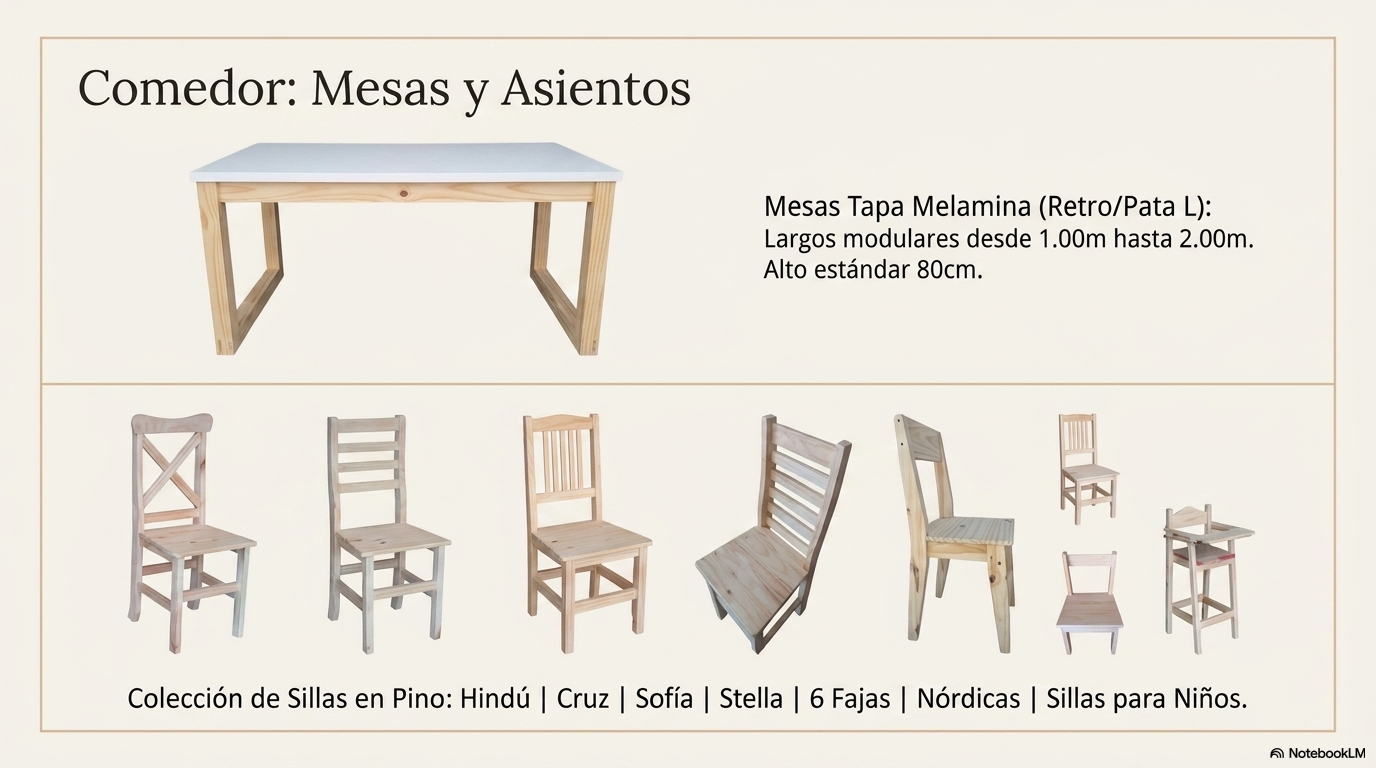 Comedor: Mesas y Asientos
Mesas Tapa Melamina (Retro/Pata L):
Largos modulares desde 1.00m hasta 2.00m.
Alto estándar 80cm.
Colección de Sillas en Pino: Hindú | Cruz | Sofía | Stella | 6 Fajas | Nórdicas | Sillas para Niños.
NotebookLM